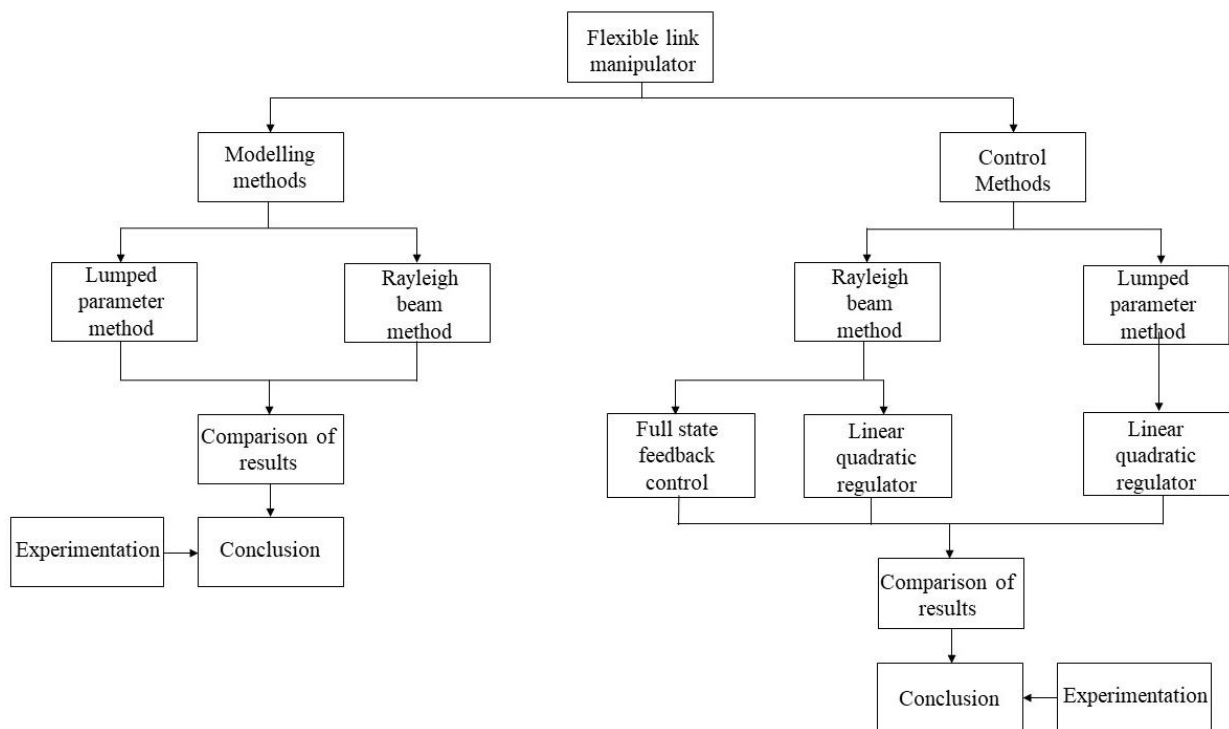 Flexible link
manipulator
Modelling
methods
Control
Methods
Lumped
parameter
method
Rayleigh
beam
method
Rayleigh
beam
method
Lumped
parameter
method
Comparison of
results
Full state
feedback
control
Linear
quadratic
regulator
Linear
quadratic
regulator
Experimentation
Conclusion
Comparison of
results
Conclusion
Experimentation